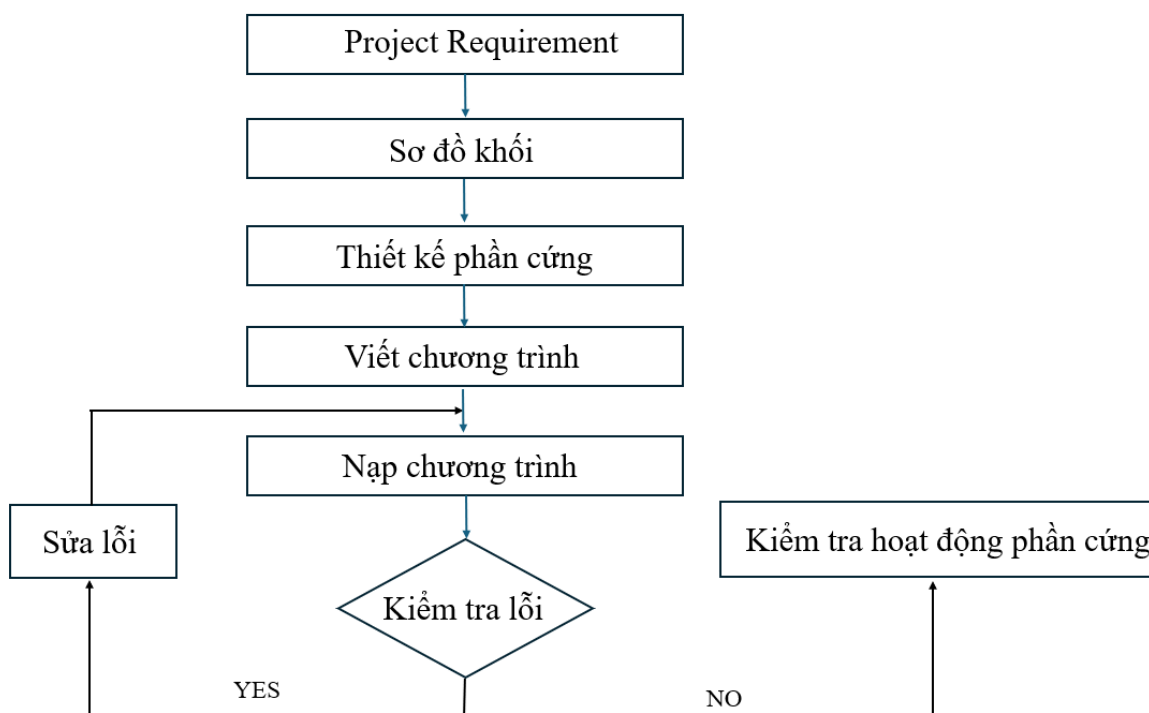 Project Requirement
Sơ đồ khối
Thiết kế phần cứng
Viết chương trình
Nạp chương trình
Sửa lỗi
Kiểm tra hoạt động phần cứng
Kiểm tra lỗi
YES
NO